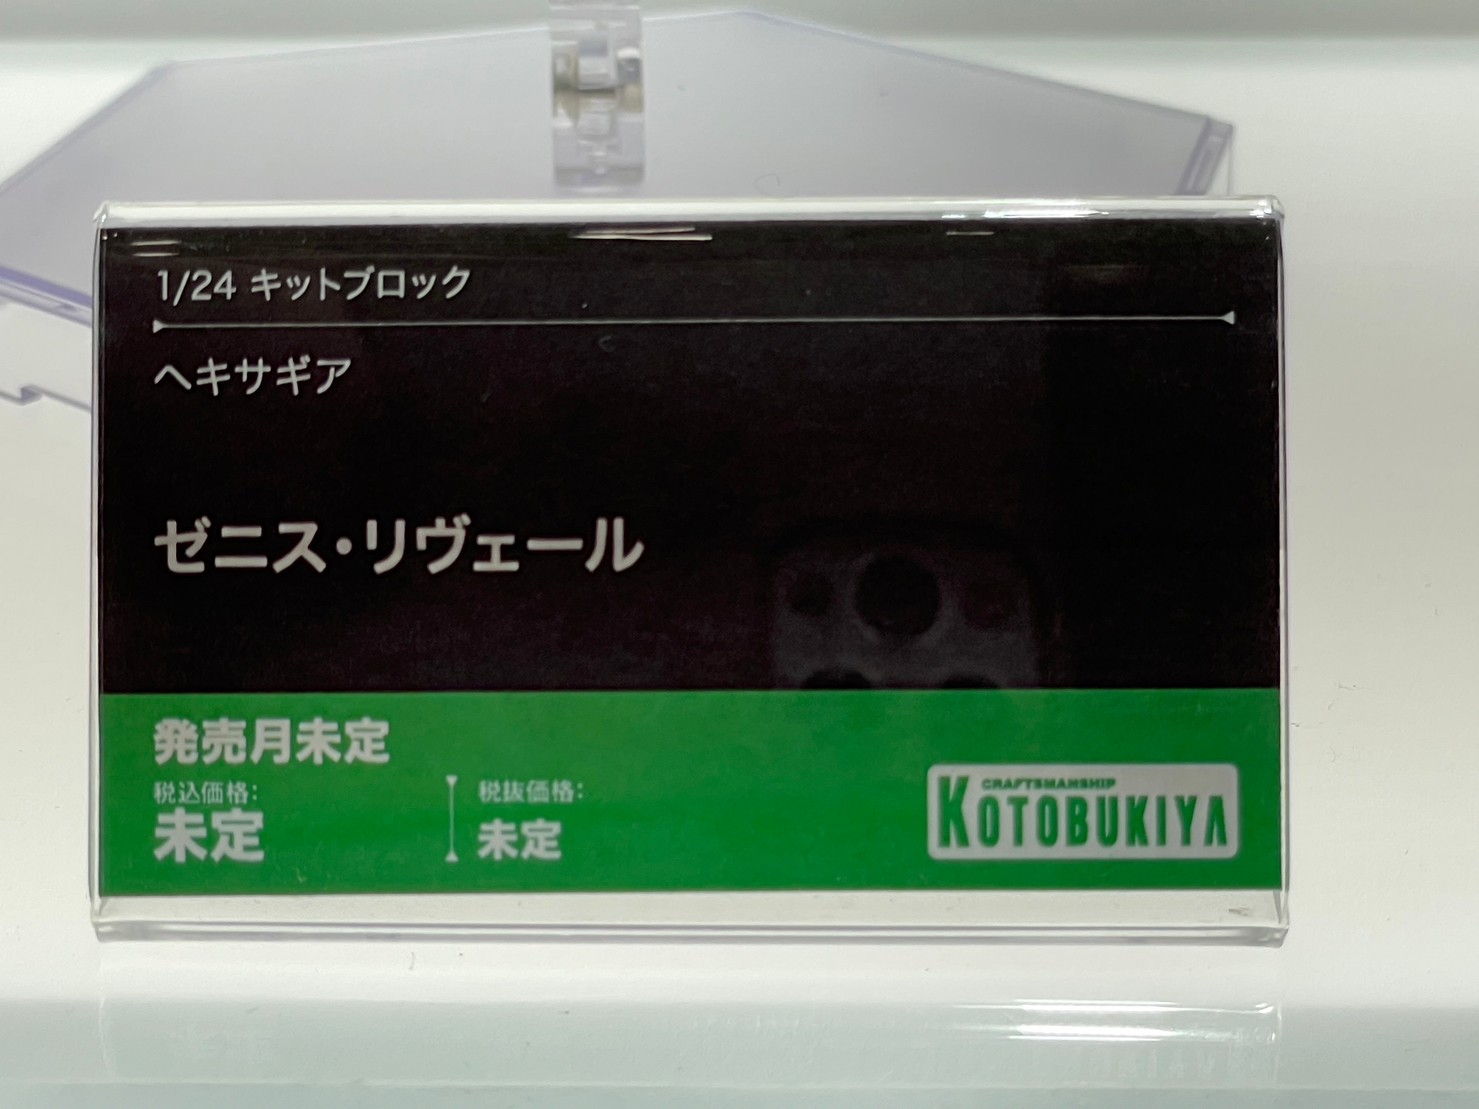 1/24 キットブロック
ヘキサギア
ゼニス・リヴェール
発売月未定
税込価格:
未定
税抜価格:
未定
CRAFTSMANSHIP
KOTOBUKIYA